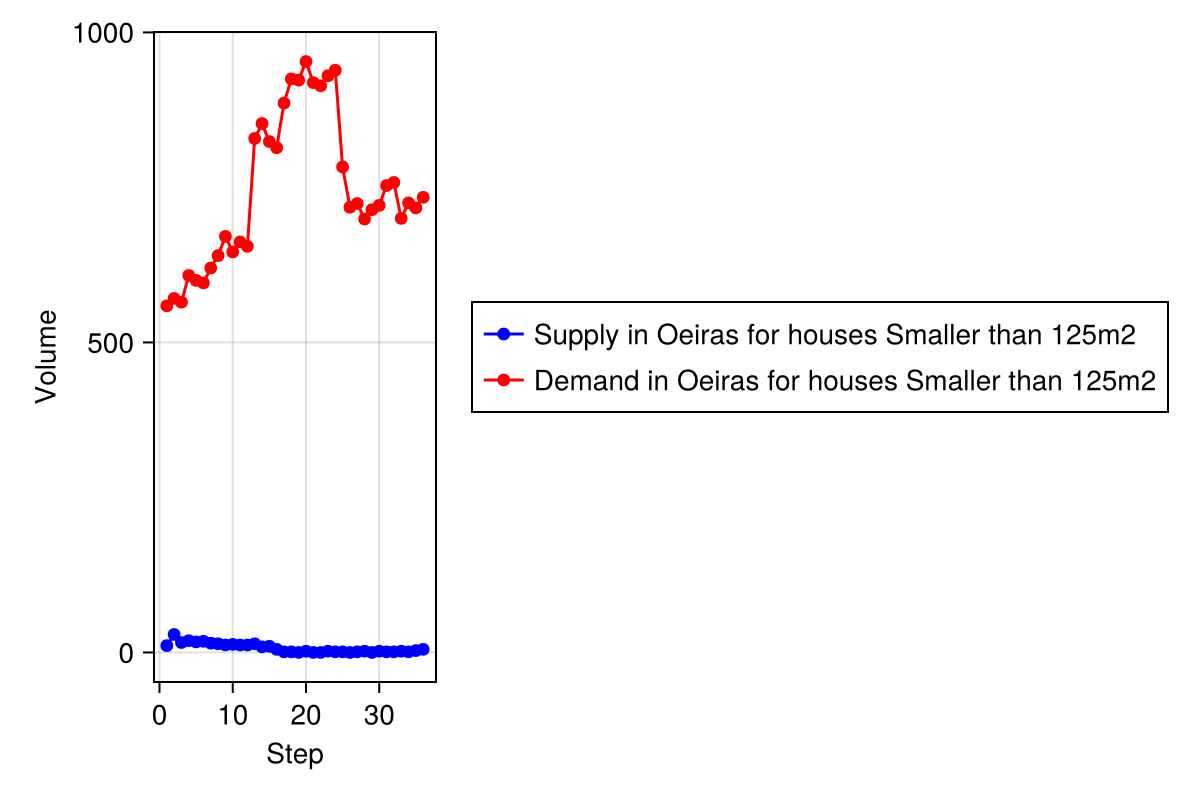 1000
500
0
Volume
0 10 20 30
Step
Supply in Oeiras for houses Smaller than 125m2
Demand in Oeiras for houses Smaller than 125m2